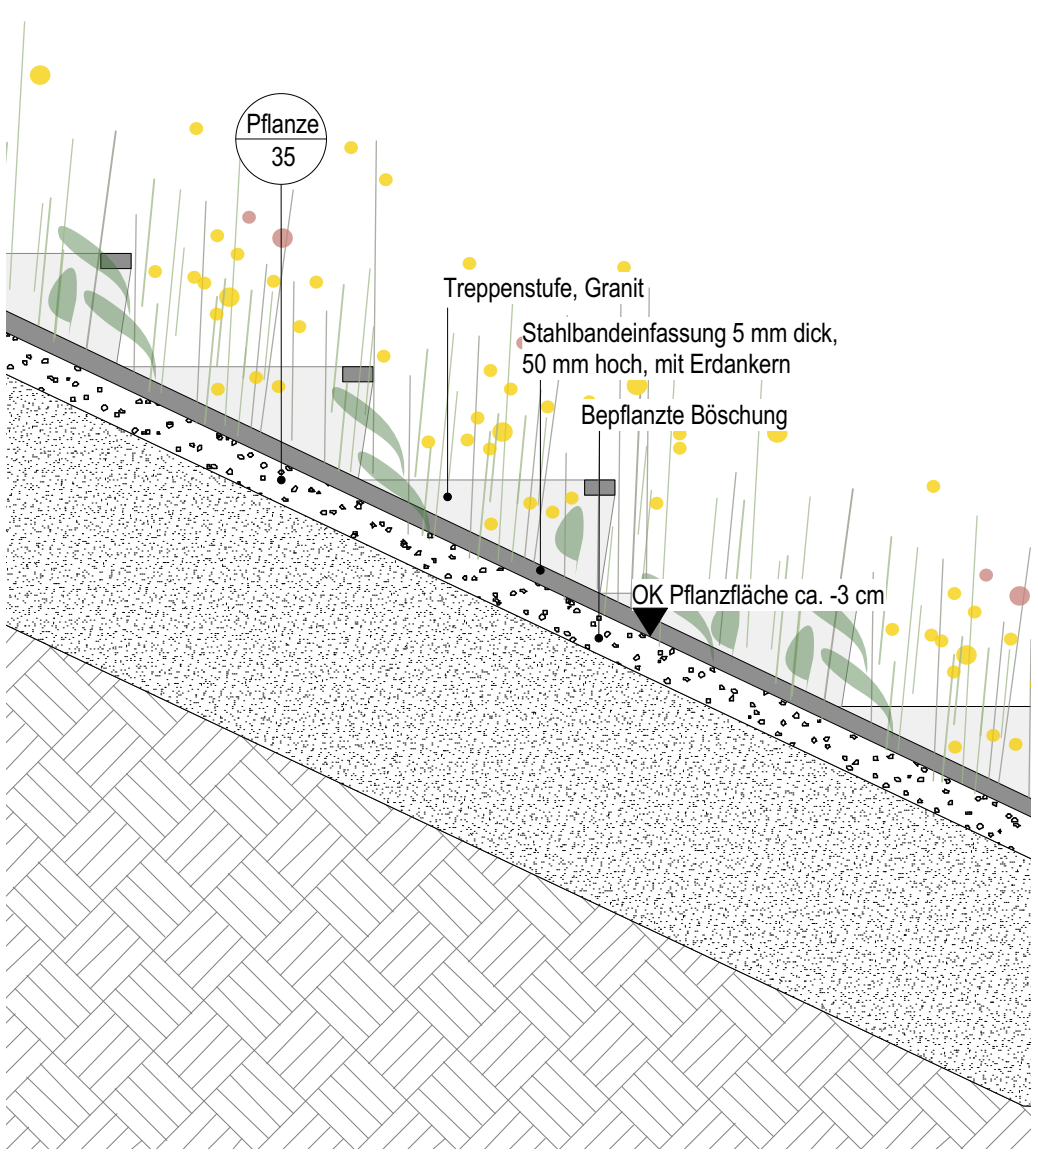 Pflanze
35
Treppenstufe, Granit
Stahlbandeinfassung 5 mm dick,
50 mm hoch, mit Erdankern
Bepflanzte Böschung
OK Pflanzfläche ca. -3 cm